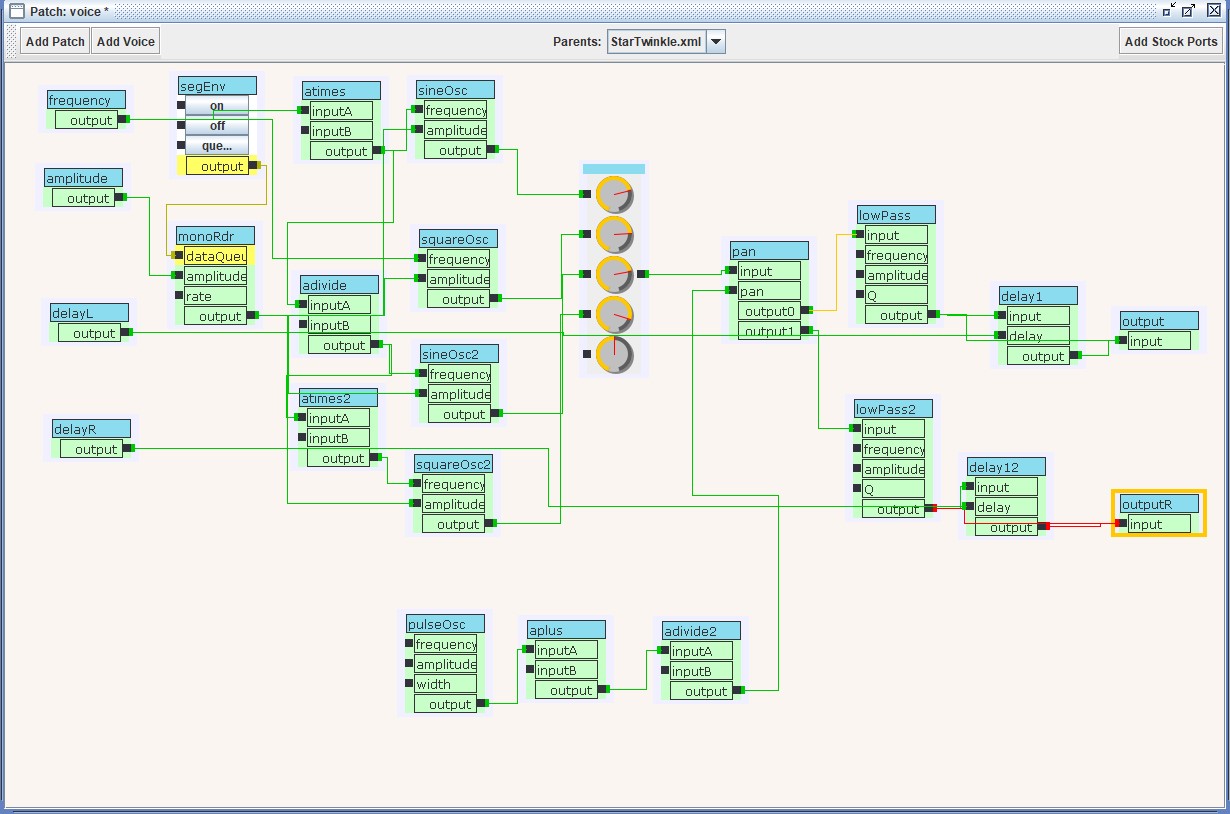 Patch: voice *
Add Patch Add Voice Parents: StarTwinkle.xml Add Stock Ports
frequency
output
segEnv
on
off
que...
output
atimes
inputA
inputB
output
sineOsc
frequency
amplitude
output
amplitude
output
monoRdr
dataQueu
amplitude
rate
output
squareOsc
frequency
amplitude
output
pan
input
pan
output0
output1
lowPass
input
frequency
amplitude
Q
output
adivide
inputA
inputB
output
delay1
input
delay
output
output
input
delayL
output
sineOsc2
frequency
amplitude
output
atimes2
inputA
inputB
output
delayR
output
squareOsc2
frequency
amplitude
output
lowPass2
input
frequency
amplitude
Q
output
delay12
input
delay
output
outputR
input
pulseOsc
frequency
amplitude
width
output
aplus
inputA
inputB
output
adivide2
inputA
inputB
output